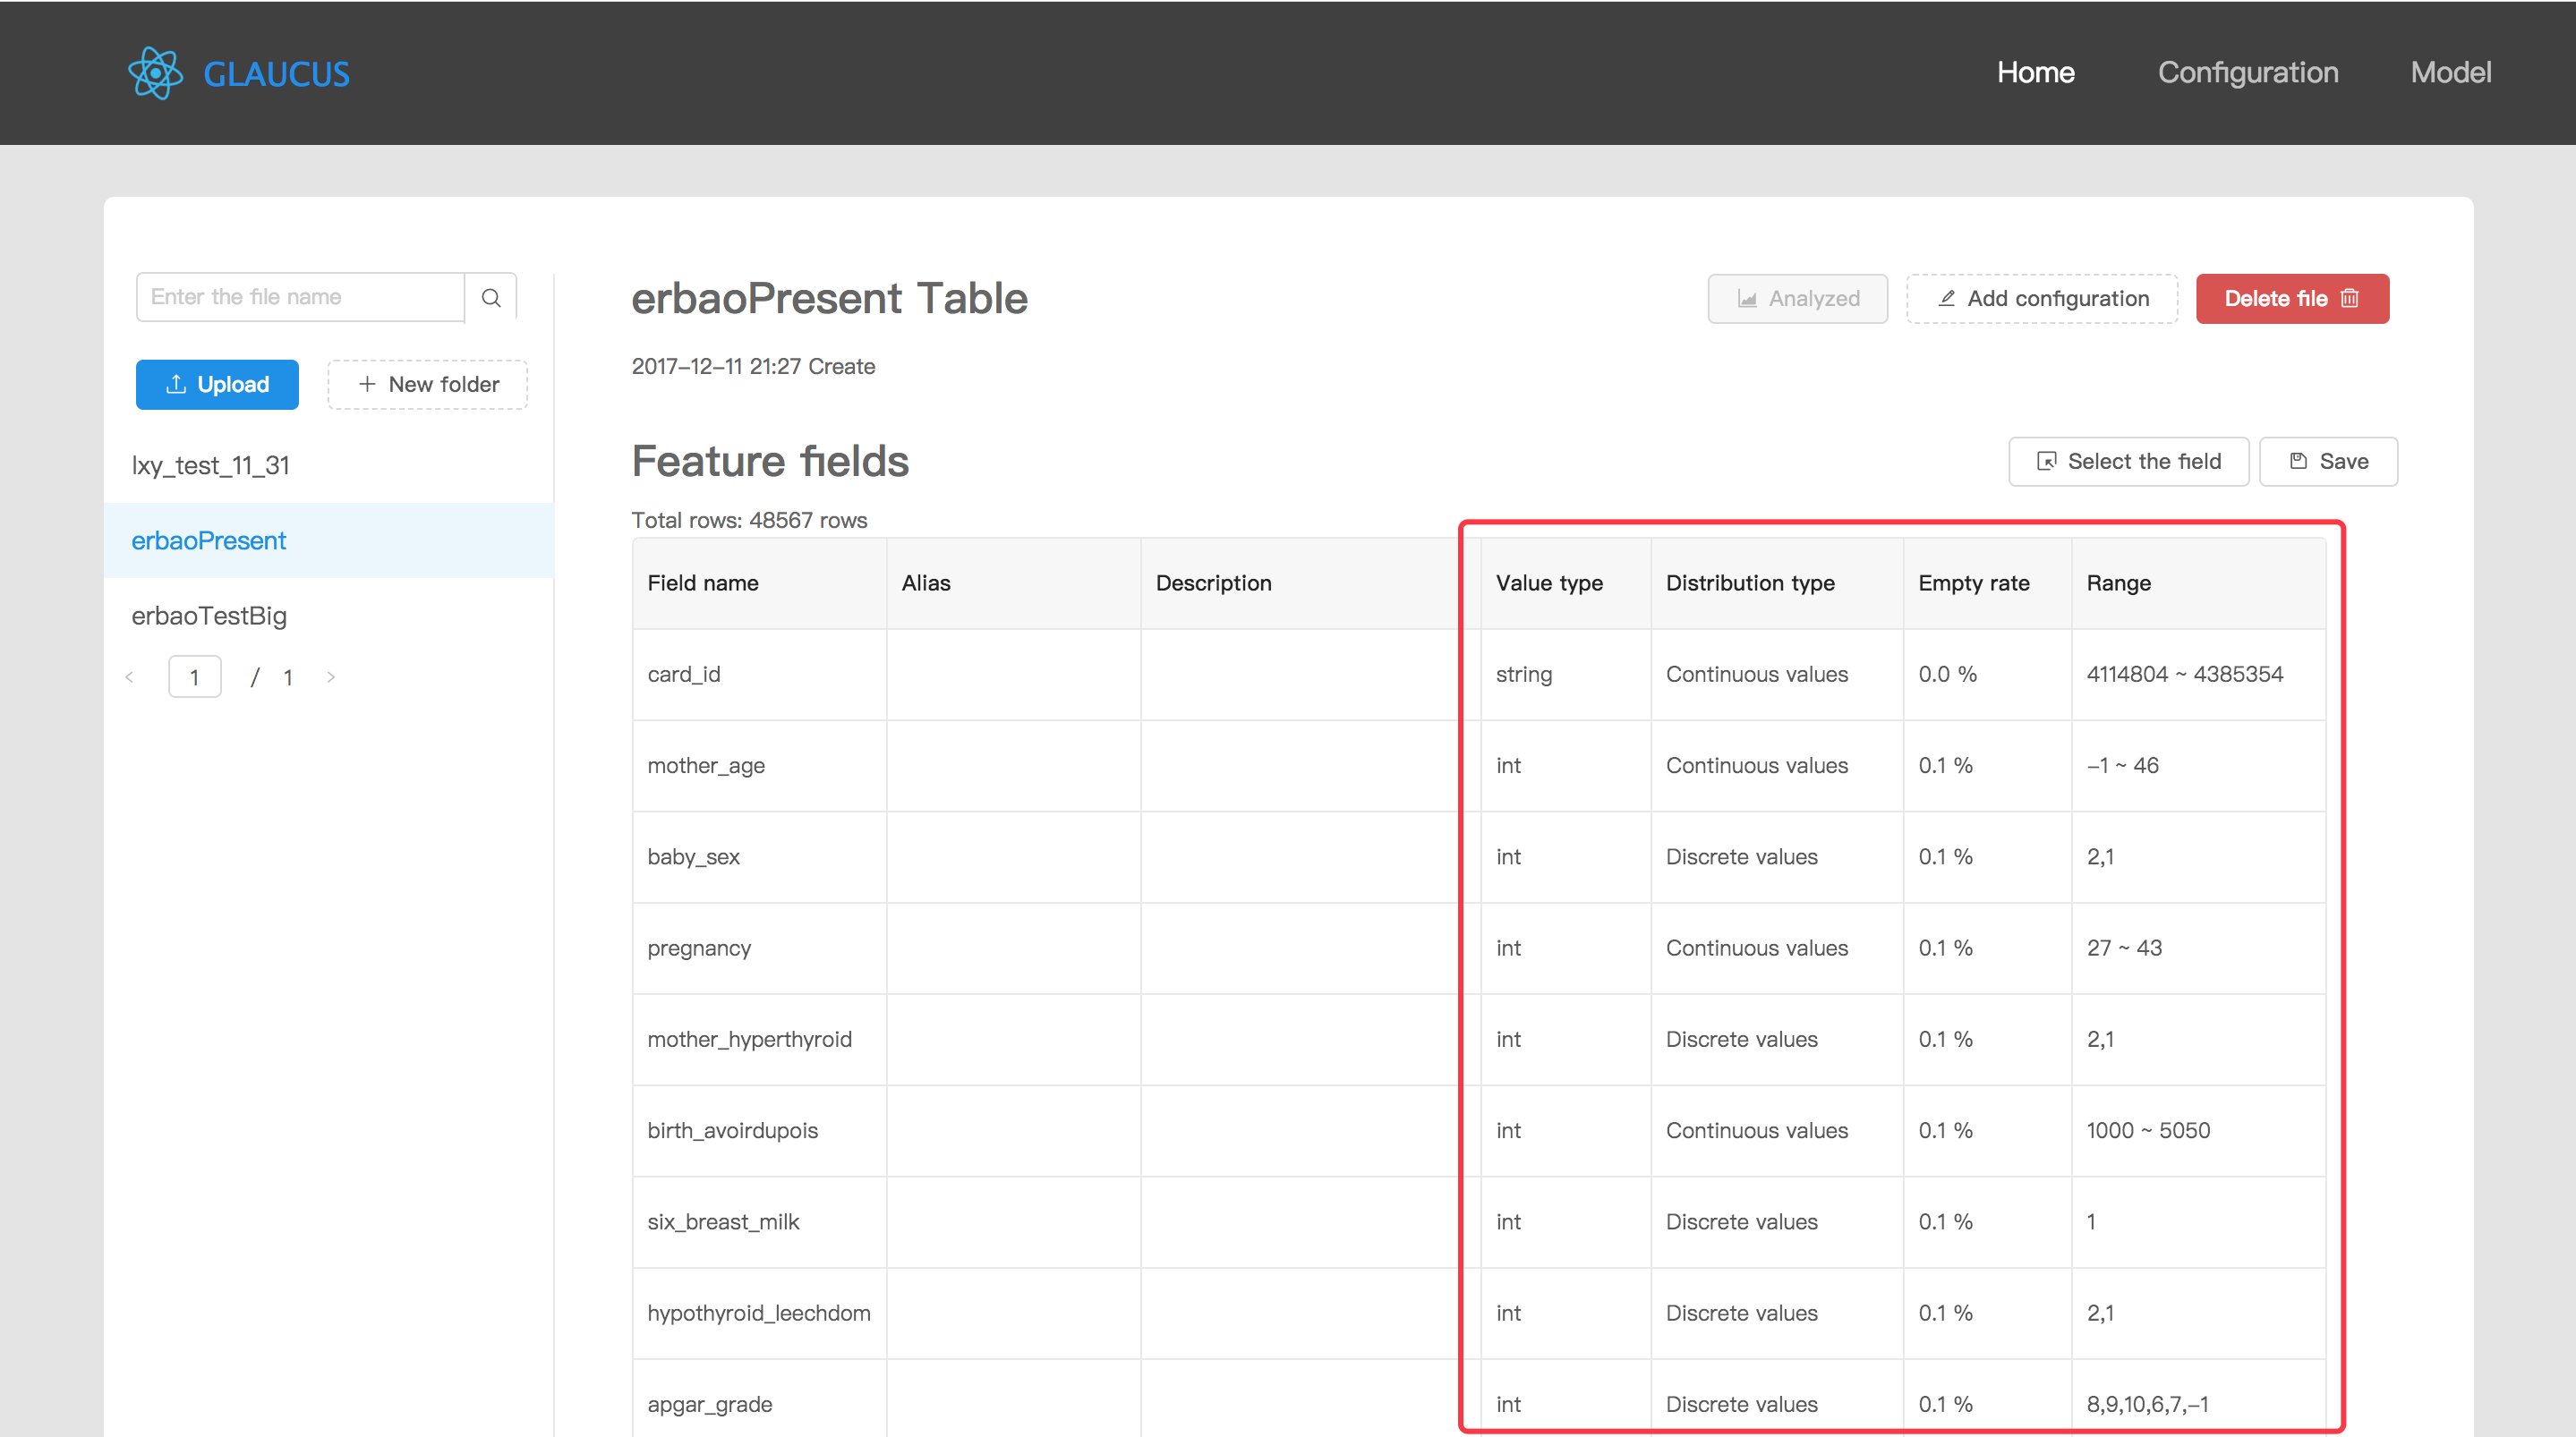 GLAUCUS
Home Configuration Model
Enter the file name
Upload + New folder
lxy_test_11_31
erbaoPresent
erbaoTestBig
< 1 / 1 >
erbaoPresent Table
Analyzed Add configuration Delete file
2017-12-11 21:27 Create
Feature fields
Select the field Save
Total rows: 48567 rows
Field name Alias Description Value type Distribution type Empty rate Range
card_id string Continuous values 0.0 % 4114804 ~ 4385354
mother_age int Continuous values 0.1 % -1 ~ 46
baby_sex int Discrete values 0.1 % 2,1
pregnancy int Continuous values 0.1 % 27 ~ 43
mother_hyperthyroid int Discrete values 0.1 % 2,1
birth_avoirdupois int Continuous values 0.1 % 1000 ~ 5050
six_breast_milk int Discrete values 0.1 % 1
hypothyroid_leechdom int Discrete values 0.1 % 2,1
apgar_grade int Discrete values 0.1 % 8,9,10,6,7,-1